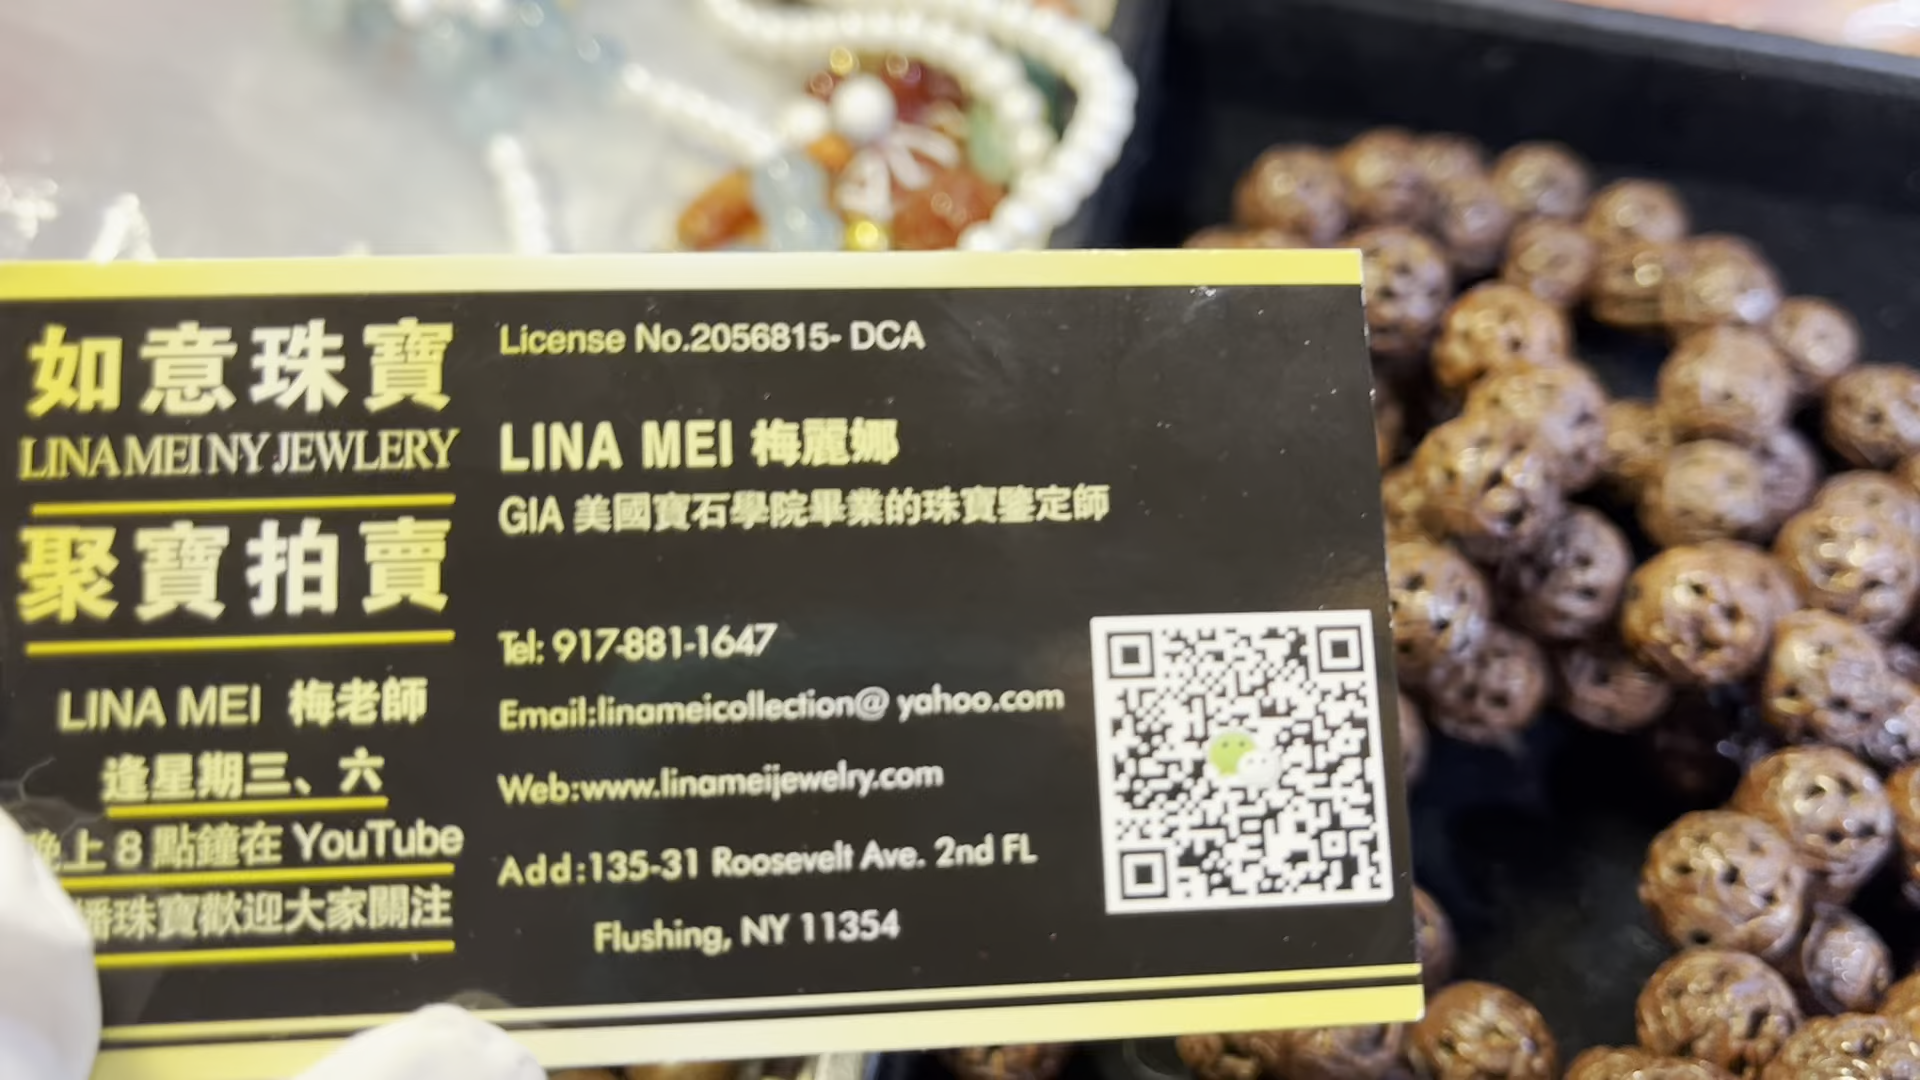 如意珠寶
LINA MEI NY JEWLERY
聚寶拍賣
LINA MEI 梅老師
逢星期三、六
晚上8點鐘在 YouTube
播珠寶歡迎大家關注
License No.2056815- DCA
LINA MEI 梅麗娜
GIA 美國寶石學院畢業的珠寶鑒定師
Tel: 917-881-1647
Email:linameicollection@ yahoo.com
Web:www.linameijewelry.com
Add:135-31 Roosevelt Ave. 2nd FL
Flushing, NY 11354